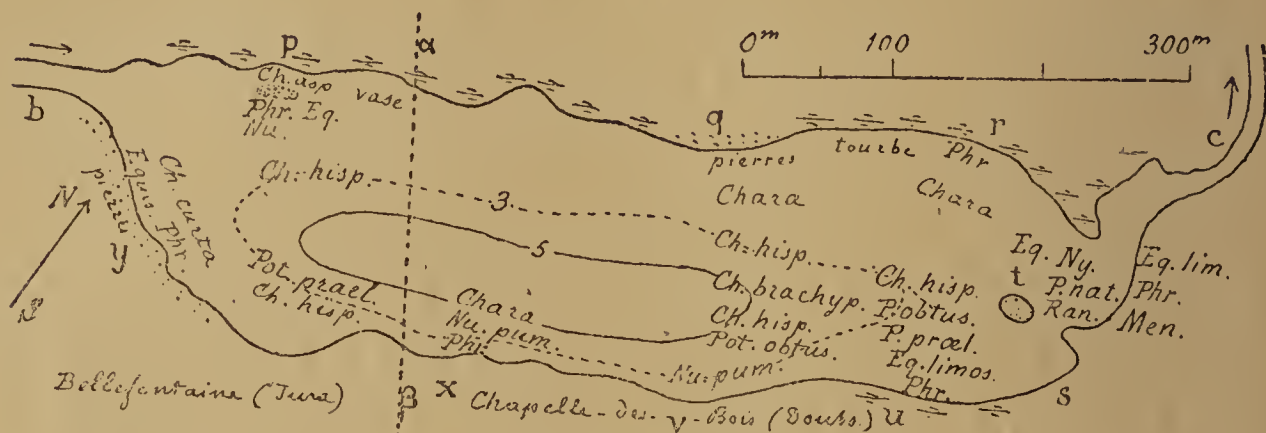 α
p
0ᵐ 100 300ᵐ
Ch. asp
vase
Phr. Eq.
Nu.
q
pierres
tourbe
r
Phr
c
b
pierres
Equis. Phr.
Ch. curta
y
N
S
Ch. hisp.
3
5
Chara
Chara
Ch. hisp.
Pot. prael.
Ch. hisp.
Chara
Nu. pum.
Phr.
Ch. brachyp.
Ch. hisp.
Pot. obtus.
Nu. pum.
Ch. hisp.
P. obtus.
P. prœl.
Eq. limos.
Phr.
Eq. Ny.
t P. nat.
Ran.
Eq. lim.
Phr.
Men.
Bellefontaine (Jura)
β x
Chapelle-des-Bois (Doubs.)
v
u
s